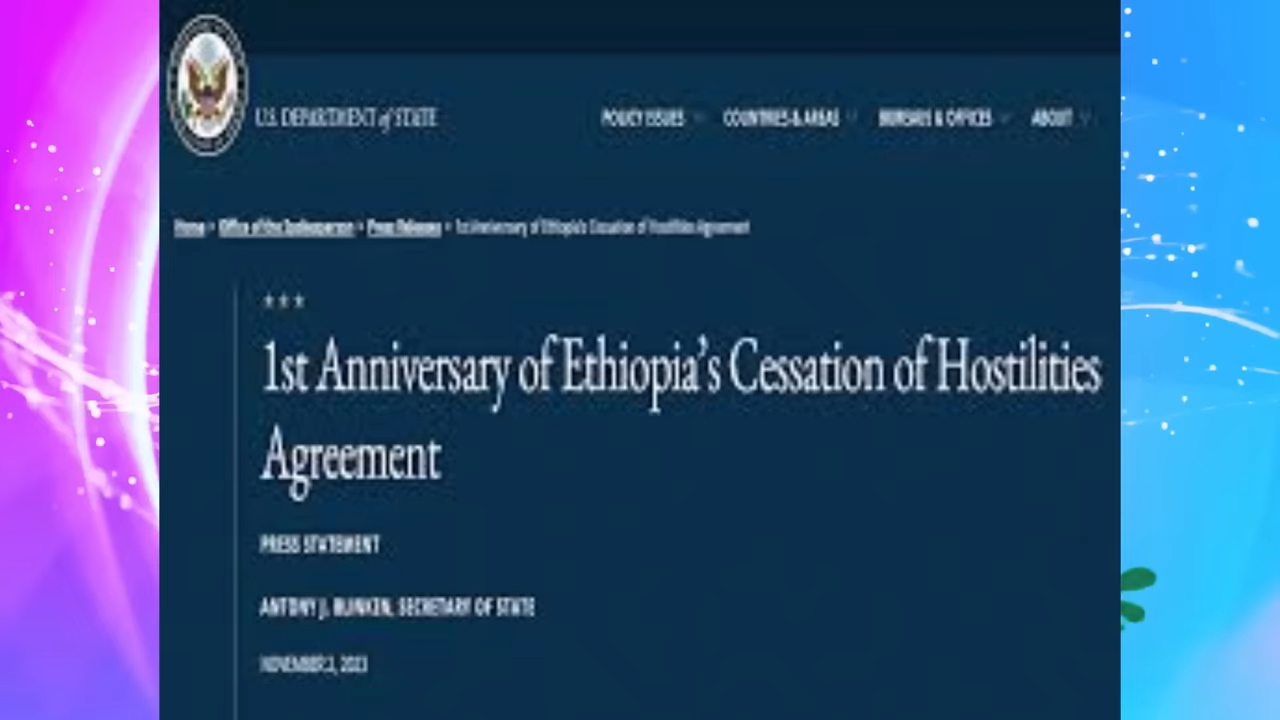 U.S. DEPARTMENT of STATE
POLICY ISSUES COUNTRIES & AREAS BUREAUS & OFFICES ABOUT
Home > Office of the Spokesperson > Press Releases > 1st Anniversary of Ethiopia's Cessation of Hostilities Agreement
1st Anniversary of Ethiopia’s Cessation of Hostilities
Agreement
PRESS STATEMENT
ANTONY J. BLINKEN, SECRETARY OF STATE
NOVEMBER 2, 2023